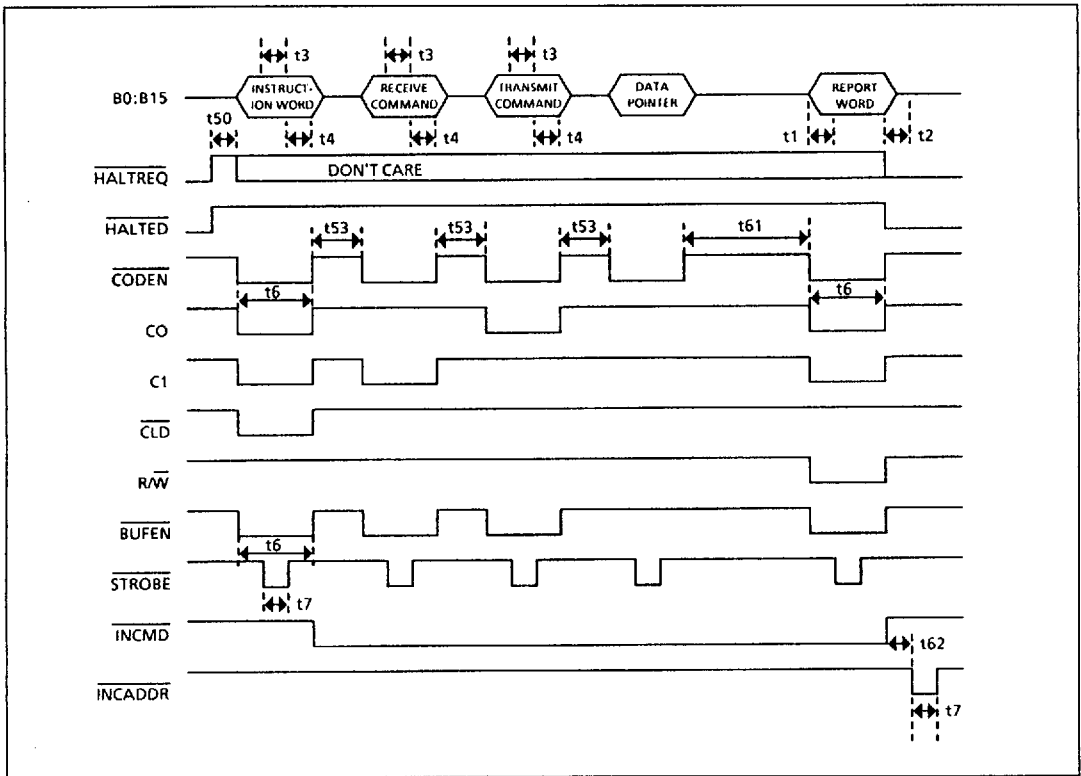 t3 t3 t3
B0:B15
INSTRUCT-
ION WORD
RECEIVE
COMMAND
TRANSMIT
COMMAND
DATA
POINTER
REPORT
WORD
t50 t4 t4 t4 t1 t2
HALTREQ
DON'T CARE
HALTED
t53 t53 t53 t61
CODEN
t6 t6
CO
C1
CLD
R/W
BUFEN
t6
STROBE
t7
INCMD
t62
INCADDR
t7